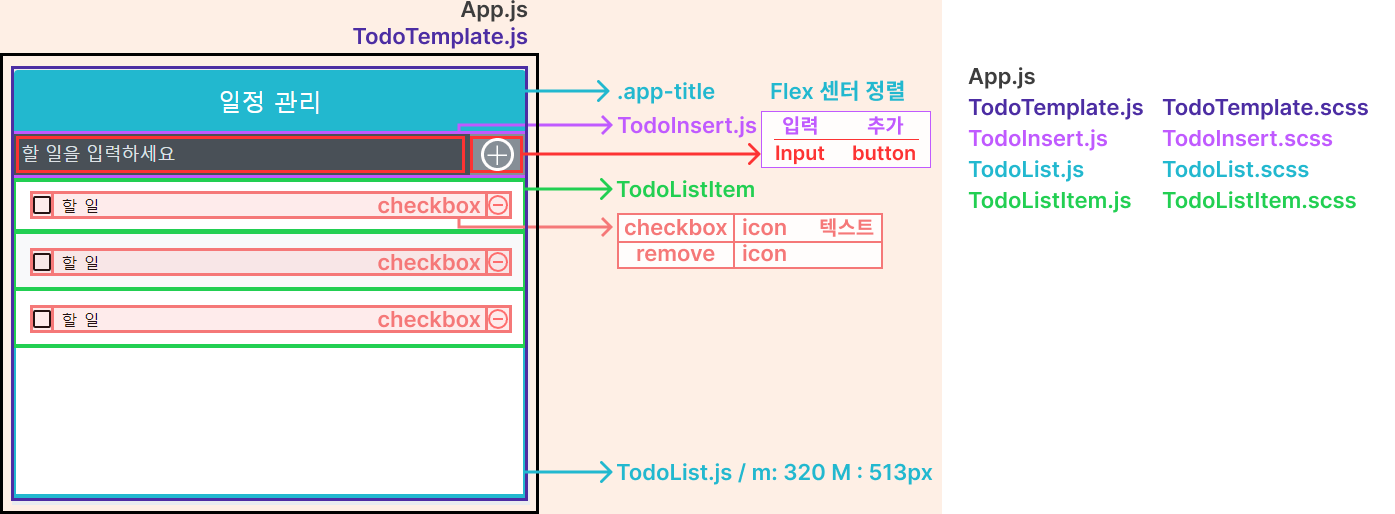 App.js
TodoTemplate.js
일정 관리
.app-title
Flex 센터 정렬
할 일을 입력하세요
TodoInsert.js
입력 추가
Input button
TodoListItem
할 일 checkbox
checkbox icon 텍스트
remove icon
할 일 checkbox
할 일 checkbox
TodoList.js / m: 320 M : 513px
App.js
TodoTemplate.js TodoTemplate.scss
TodoInsert.js TodoInsert.scss
TodoList.js TodoList.scss
TodoListItem.js TodoListItem.scss